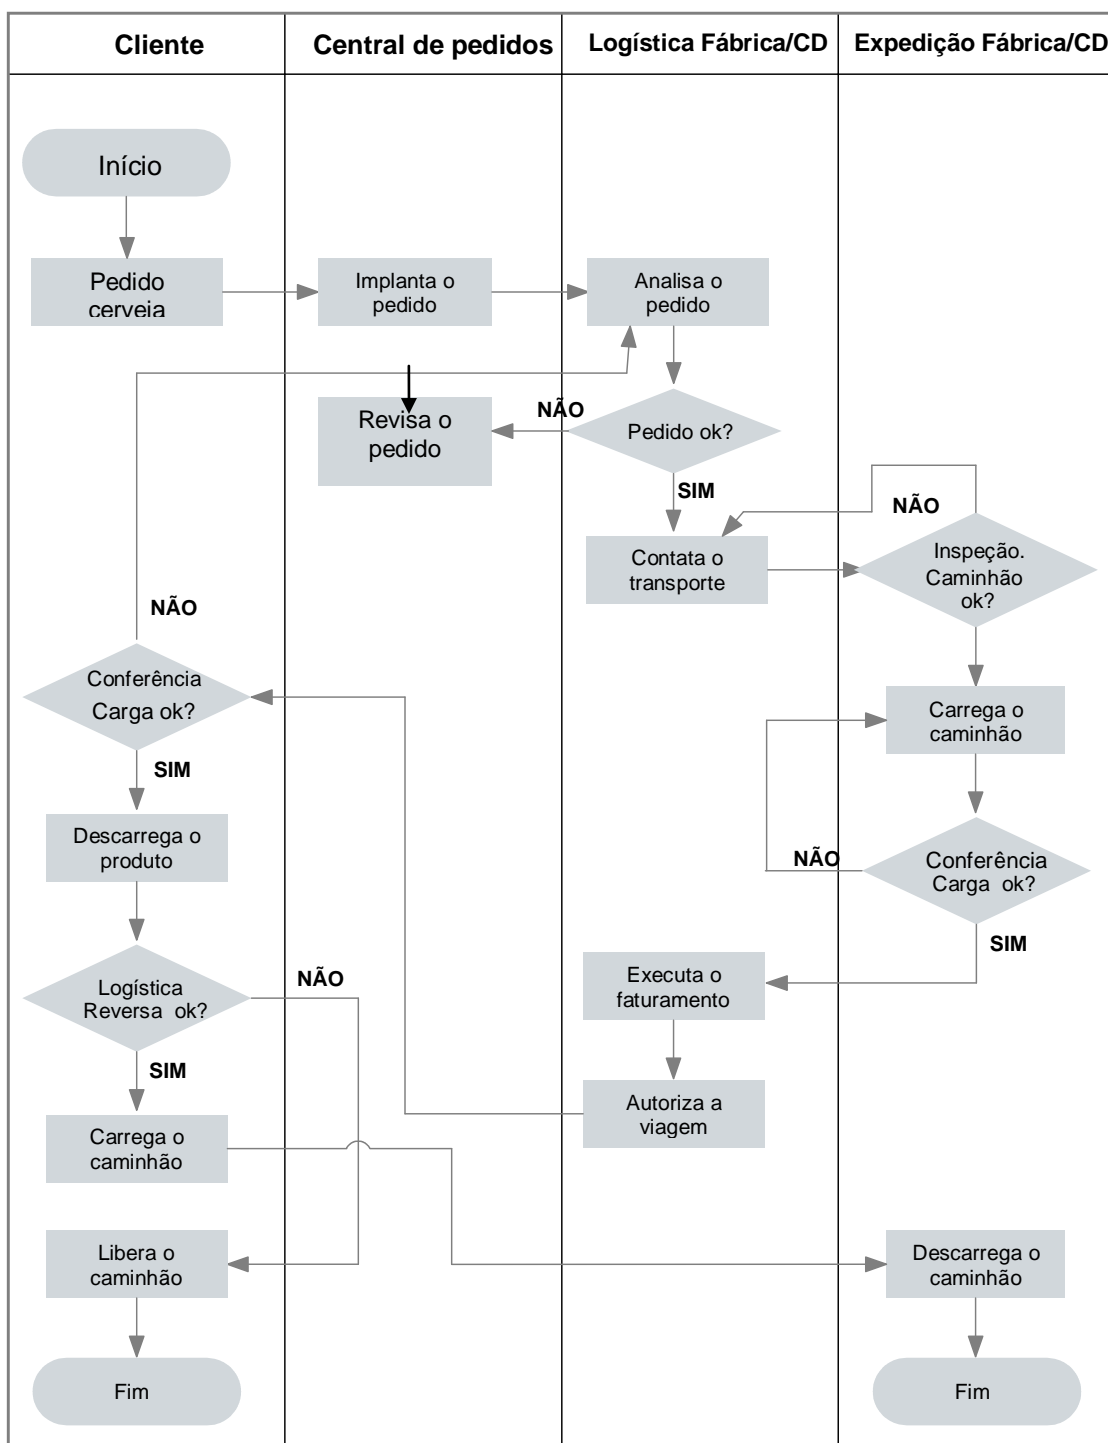 Cliente
Central de pedidos
Logística Fábrica/CD
Expedição Fábrica/CD
Início
Pedido
cerveja
Implanta o
pedido
Analisa o
pedido
Revisa o
pedido
NÃO
Pedido ok?
SIM
NÃO
Contata o
transporte
Inspeção.
Caminhão
ok?
NÃO
Conferência
Carga ok?
SIM
Carrega o
caminhão
Descarrega o
produto
NÃO
Conferência
Carga ok?
SIM
Logística
Reversa ok?
NÃO
SIM
Executa o
faturamento
Autoriza a
viagem
Carrega o
caminhão
Libera o
caminhão
Descarrega o
caminhão
Fim
Fim